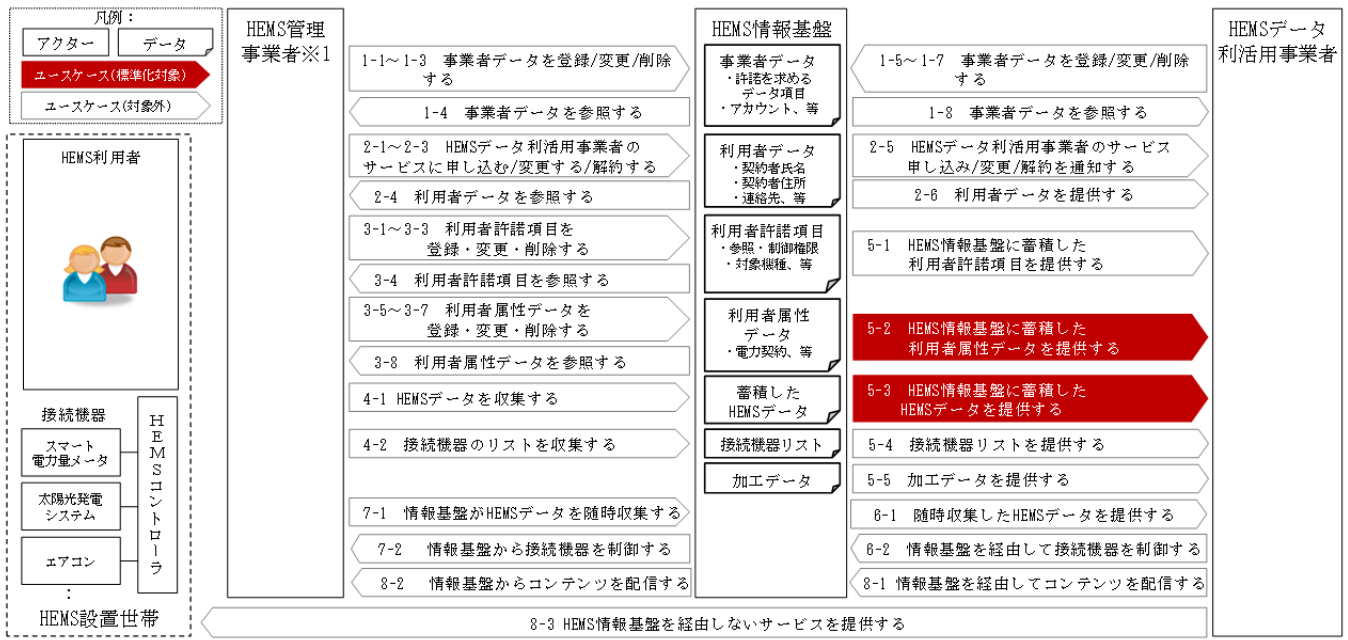 凡例：
アクター
データ
ユースケース(標準化対象)
ユースケース(対象外)
HEMS利用者
接続機器
スマート
電力量メータ
太陽光発電
システム
エアコン
：
HEMSコントローラ
HEMS設置世帯
HEMS管理
事業者※1
1-1～1-3 事業者データを登録/変更/削除
する
1-4 事業者データを参照する
2-1～2-3 HEMSデータ利活用事業者の
サービスに申し込む/変更する/解約する
2-4 利用者データを参照する
3-1～3-3 利用者許諾項目を
登録・変更・削除する
3-4 利用者許諾項目を参照する
3-5～3-7 利用者属性データを
登録・変更・削除する
3-8 利用者属性データを参照する
4-1 HEMSデータを収集する
4-2 接続機器のリストを収集する
7-1 情報基盤がHEMSデータを随時収集する
7-2 情報基盤から接続機器を制御する
8-2 情報基盤からコンテンツを配信する
HEMS情報基盤
事業者データ
・許諾を求める
データ項目
・アカウント、等
利用者データ
・契約者氏名
・契約者住所
・連絡先、等
利用者許諾項目
・参照・制御権限
・対象機種、等
利用者属性
データ
・電力契約、等
蓄積した
HEMSデータ
接続機器リスト
加工データ
1-5～1-7 事業者データを登録/変更/削除
する
1-8 事業者データを参照する
2-5 HEMSデータ利活用事業者のサービス
申し込み/変更/解約を通知する
2-6 利用者データを提供する
5-1 HEMS情報基盤に蓄積した
利用者許諾項目を提供する
5-2 HEMS情報基盤に蓄積した
利用者属性データを提供する
5-3 HEMS情報基盤に蓄積した
HEMSデータを提供する
5-4 接続機器リストを提供する
5-5 加工データを提供する
6-1 随時収集したHEMSデータを提供する
6-2 情報基盤を経由して接続機器を制御する
8-1 情報基盤を経由してコンテンツを配信する
HEMSデータ
利活用事業者
8-3 HEMS情報基盤を経由しないサービスを提供する